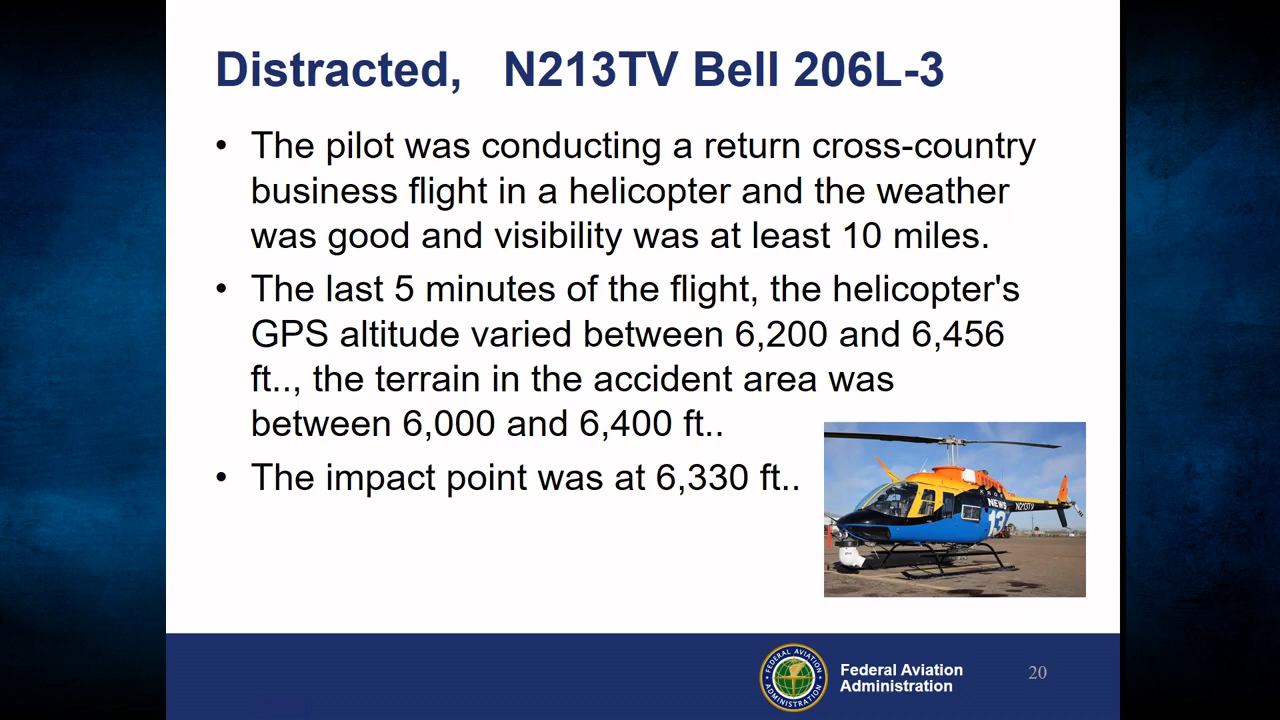 Distracted, N213TV Bell 206L-3
• The pilot was conducting a return cross-country
business flight in a helicopter and the weather
was good and visibility was at least 10 miles.
• The last 5 minutes of the flight, the helicopter's
GPS altitude varied between 6,200 and 6,456
ft.., the terrain in the accident area was
between 6,000 and 6,400 ft..
• The impact point was at 6,330 ft..
NEWS
13
N213TV
FEDERAL AVIATION
ADMINISTRATION
Federal Aviation
Administration
20